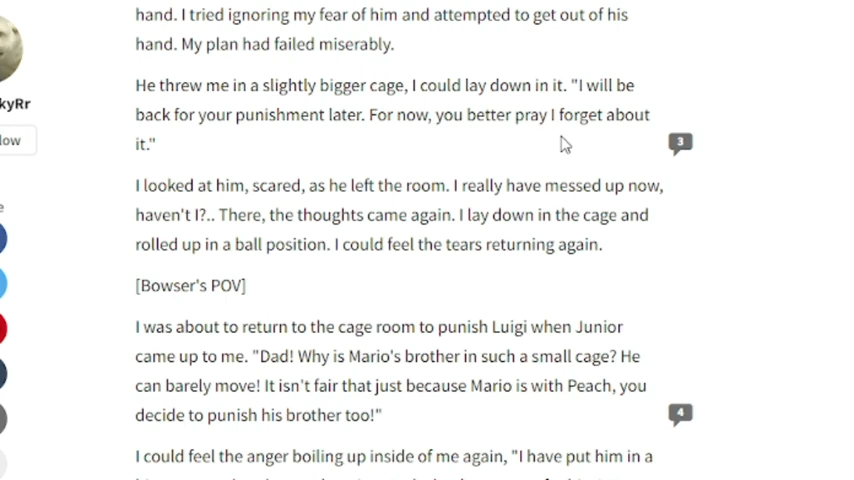 hand. I tried ignoring my fear of him and attempted to get out of his
hand. My plan had failed miserably.
kyRr
He threw me in a slightly bigger cage, I could lay down in it. "I will be
back for your punishment later. For now, you better pray I forget about
it."
3
low
I looked at him, scared, as he left the room. I really have messed up now,
haven't I?.. There, the thoughts came again. I lay down in the cage and
rolled up in a ball position. I could feel the tears returning again.
e
[Bowser's POV]
I was about to return to the cage room to punish Luigi when Junior
came up to me. "Dad! Why is Mario's brother in such a small cage? He
can barely move! It isn't fair that just because Mario is with Peach, you
decide to punish his brother too!"
4
I could feel the anger boiling up inside of me again, "I have put him in a